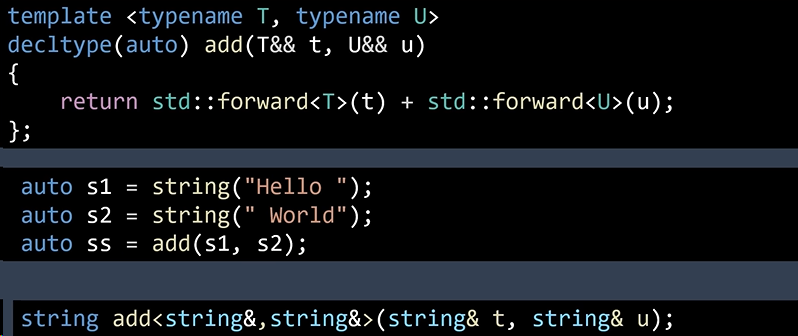 template <typename T, typename U>
decltype(auto) add(T&& t, U&& u)
{
    return std::forward<T>(t) + std::forward<U>(u);
};
auto s1 = string("Hello ");
auto s2 = string(" World");
auto ss = add(s1, s2);
string add<string&,string&>(string& t, string& u);